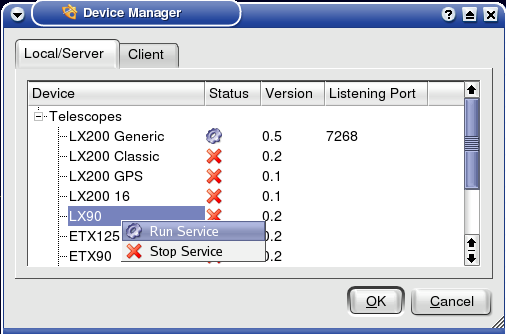 Device Manager
Local/Server Client
Device Status Version Listening Port
Telescopes
LX200 Generic 0.5 7268
LX200 Classic 0.2
LX200 GPS 0.1
LX200 16 0.1
LX90 0.2
ETX125 Run Service
Stop Service
ETX90 0.2
OK Cancel